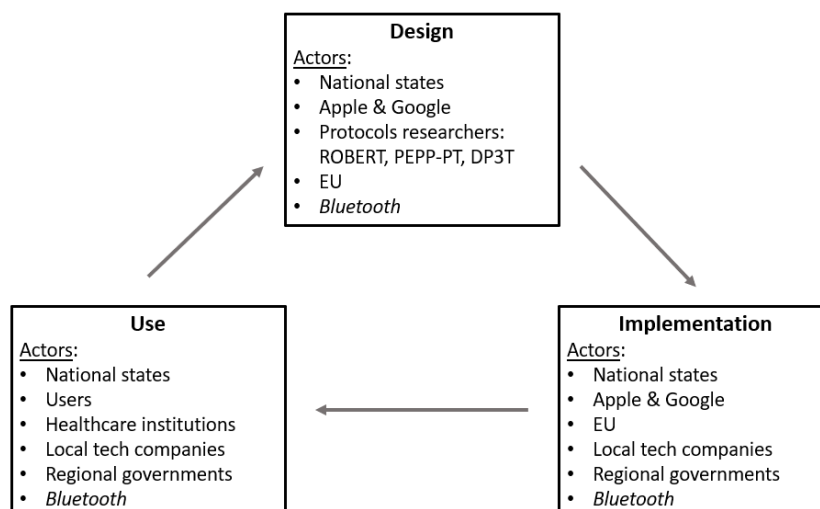 Design
Actors:
• National states
• Apple & Google
• Protocols researchers:
ROBERT, PEPP-PT, DP3T
• EU
• Bluetooth
Use
Actors:
• National states
• Users
• Healthcare institutions
• Local tech companies
• Regional governments
• Bluetooth
Implementation
Actors:
• National states
• Apple & Google
• EU
• Local tech companies
• Regional governments
• Bluetooth